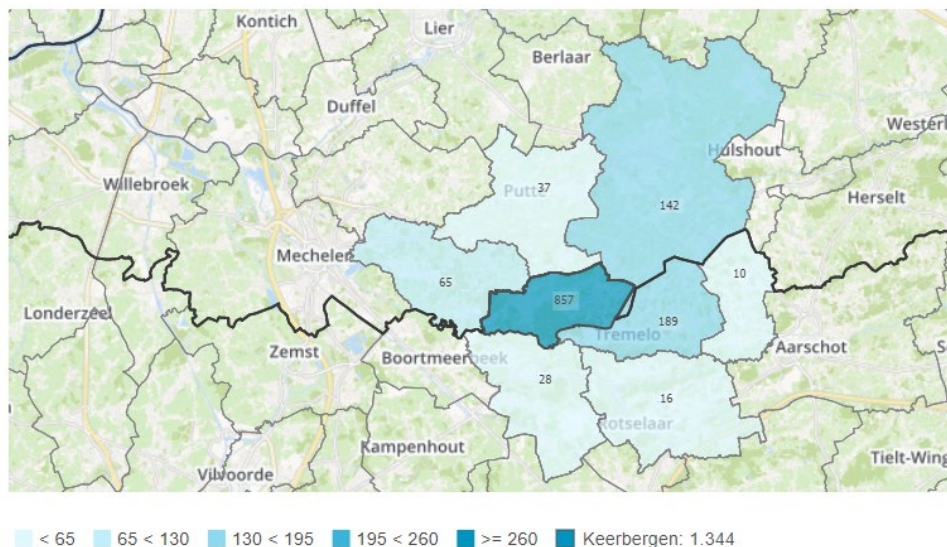 Kontich
Lier
Berlaar
Duffel
Westerl
Hulshout
Willebroek
Putte
37
Herselt
142
Mechelen
10
65
857
Londerzeel
189
Tremelo
Zemst
Boortmeerbeek
Aarschot
28
16
Rotselaar
Kampenhout
Tielt-Wing
Vilvoorde
< 65 65 < 130 130 < 195 195 < 260 >= 260 Keerbergen: 1.344